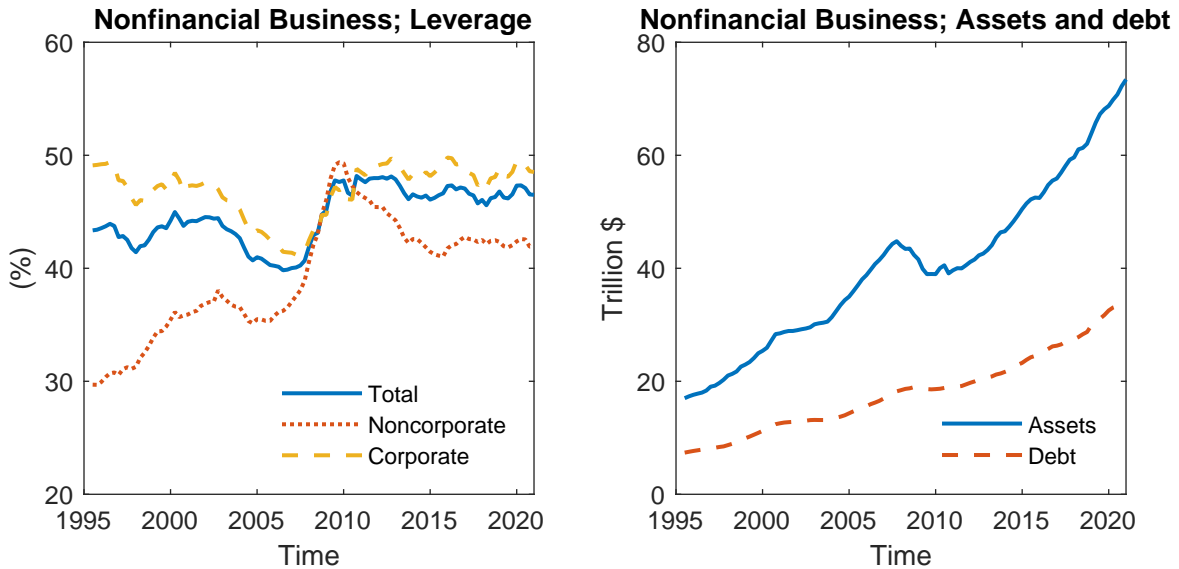 Nonfinancial Business; Leverage
60
50
40
30
20
(%)
Total
Noncorporate
Corporate
1995 2000 2005 2010 2015 2020
Time
Nonfinancial Business; Assets and debt
80
60
40
20
0
Trillion $
Assets
Debt
1995 2000 2005 2010 2015 2020
Time